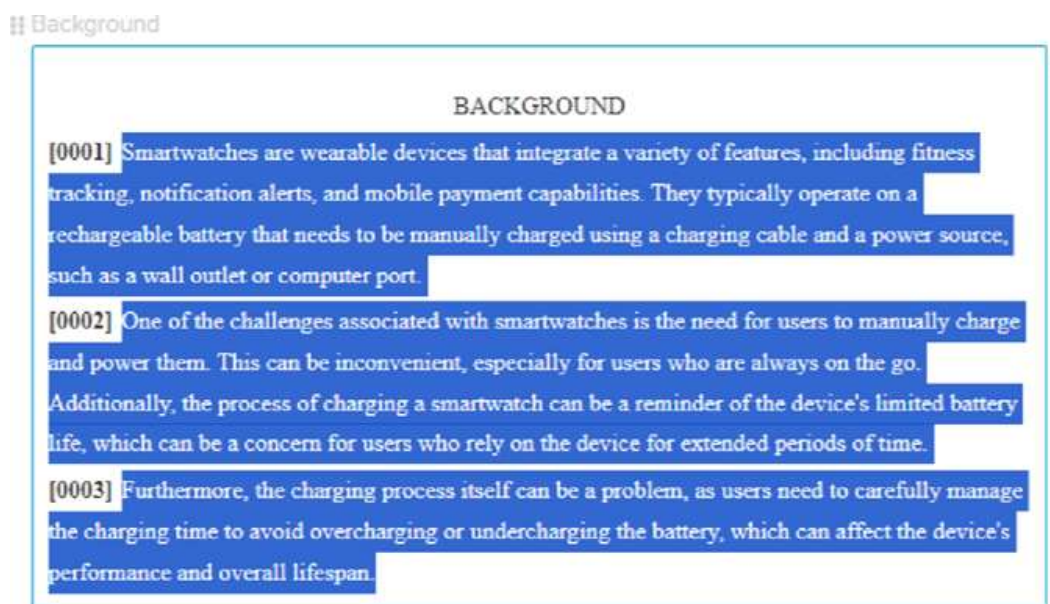 Background
BACKGROUND
[0001] Smartwatches are wearable devices that integrate a variety of features, including fitness
tracking, notification alerts, and mobile payment capabilities. They typically operate on a
rechargeable battery that needs to be manually charged using a charging cable and a power source,
such as a wall outlet or computer port.
[0002] One of the challenges associated with smartwatches is the need for users to manually charge
and power them. This can be inconvenient, especially for users who are always on the go.
Additionally, the process of charging a smartwatch can be a reminder of the device's limited battery
life, which can be a concern for users who rely on the device for extended periods of time.
[0003] Furthermore, the charging process itself can be a problem, as users need to carefully manage
the charging time to avoid overcharging or undercharging the battery, which can affect the device's
performance and overall lifespan.